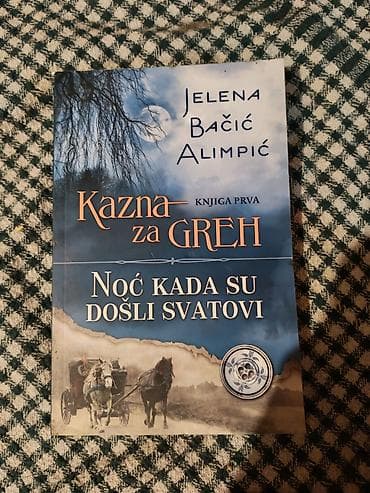 JELENA
BAČIĆ
ALIMPIĆ
KAZNA
KNJIGA PRVA
ZA GREH
NOĆ KADA SU
DOŠLI SVATOVI